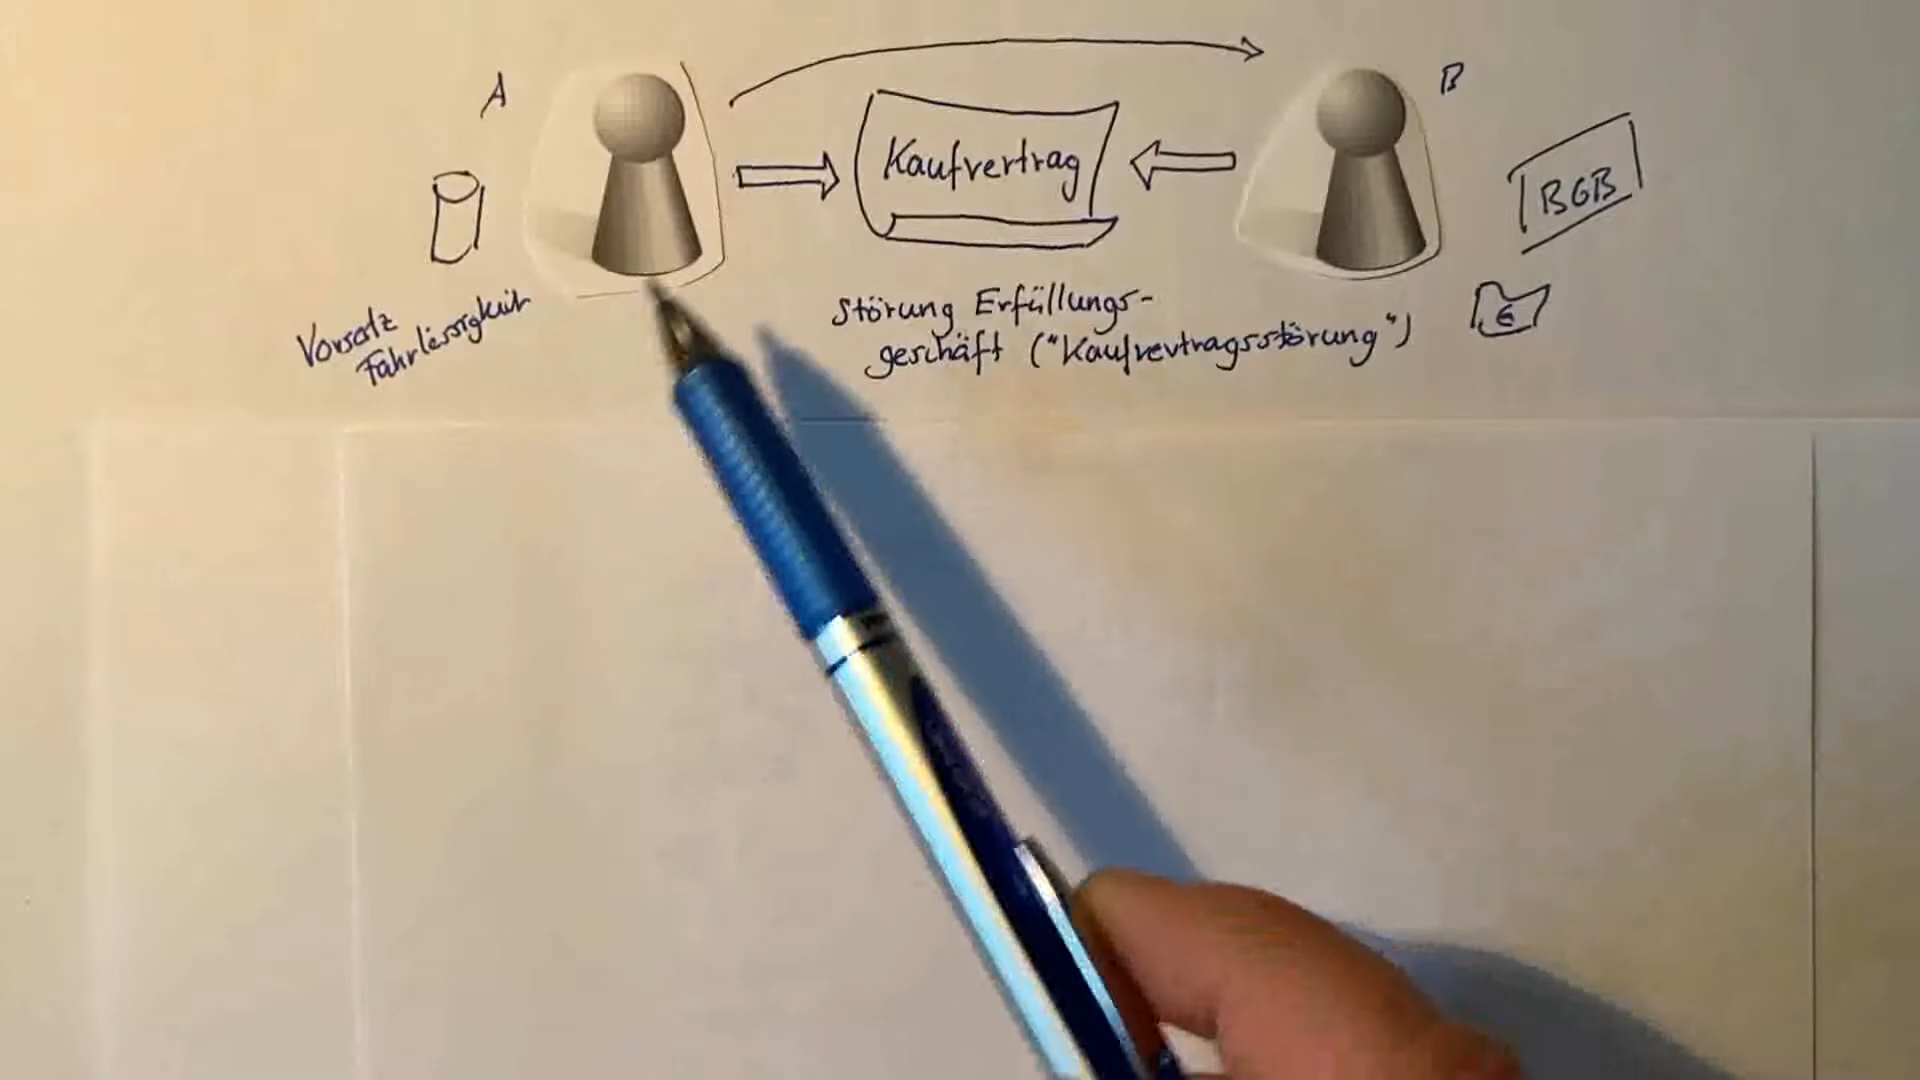 A
B
Kaufvertrag
BGB
Vorsatz
Fahrlässigkeit
Störung Erfüllungs-
geschäft ("Kaufvertragsstörung")
€